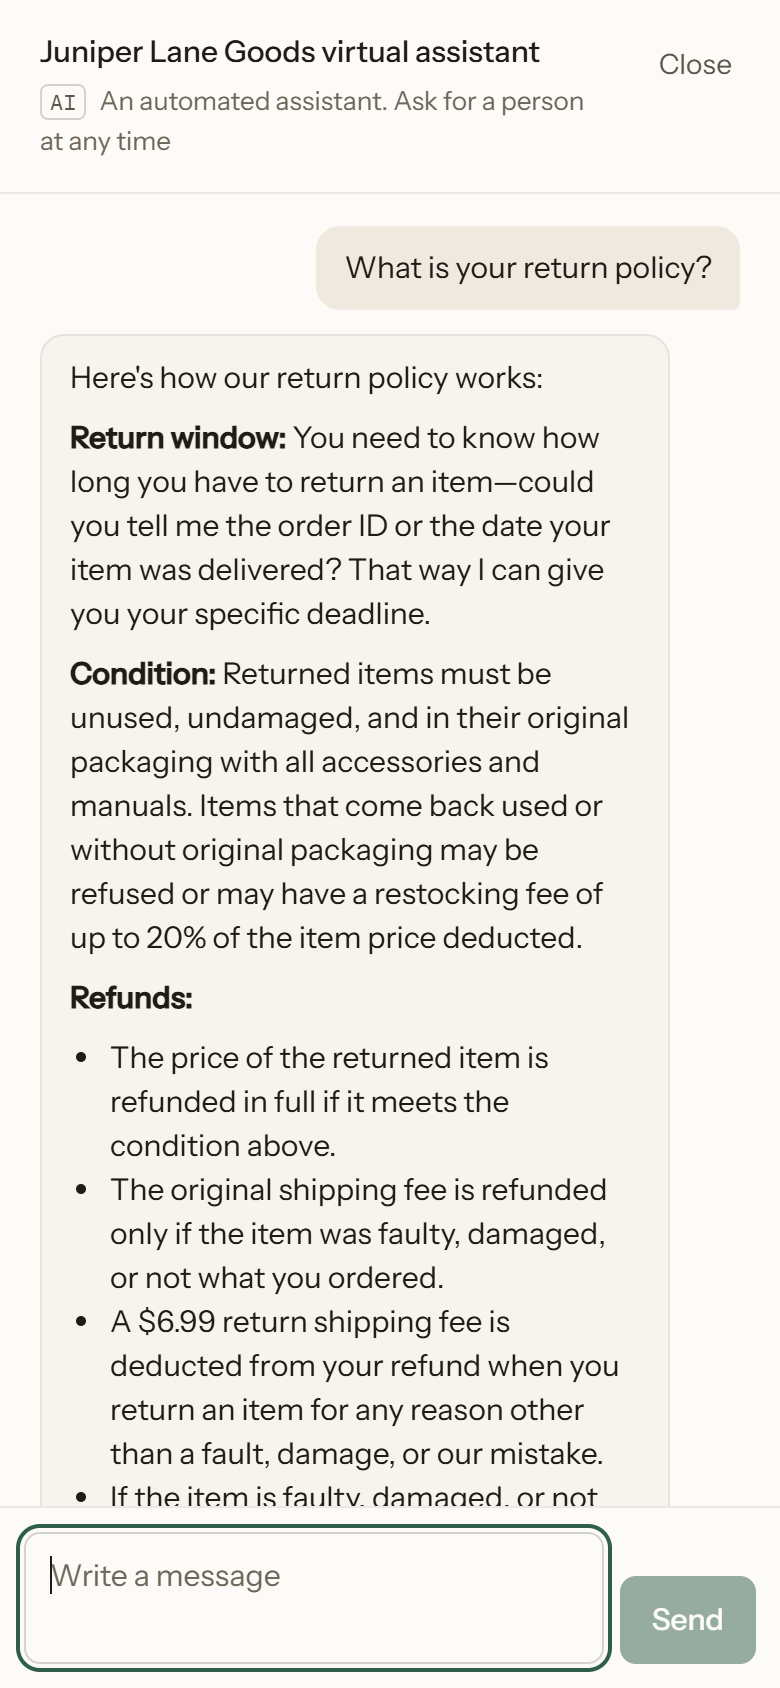 Juniper Lane Goods virtual assistant
Close
AI An automated assistant. Ask for a person
at any time
What is your return policy?
Here's how our return policy works:
Return window: You need to know how
long you have to return an item—could
you tell me the order ID or the date your
item was delivered? That way I can give
you your specific deadline.
Condition: Returned items must be
unused, undamaged, and in their original
packaging with all accessories and
manuals. Items that come back used or
without original packaging may be
refused or may have a restocking fee of
up to 20% of the item price deducted.
Refunds:
• The price of the returned item is
refunded in full if it meets the
condition above.
• The original shipping fee is refunded
only if the item was faulty, damaged,
or not what you ordered.
• A $6.99 return shipping fee is
deducted from your refund when you
return an item for any reason other
than a fault, damage, or our mistake.
• If the item is faulty, damaged, or not
Write a message
Send